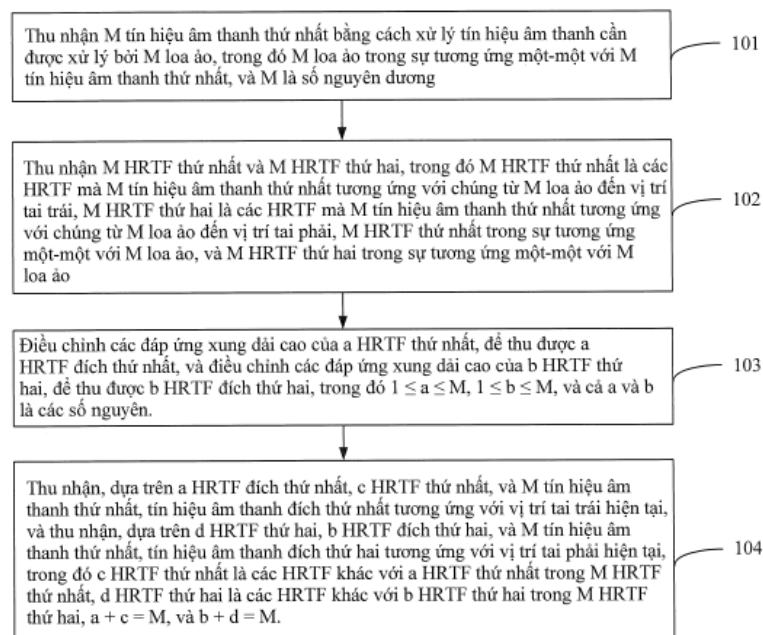 Thu nhận M tín hiệu âm thanh thứ nhất bằng cách xử lý tín hiệu âm thanh cần
được xử lý bởi M loa ảo, trong đó M loa ảo trong sự tương ứng một-một với M
tín hiệu âm thanh thứ nhất, và M là số nguyên dương
101
Thu nhận M HRTF thứ nhất và M HRTF thứ hai, trong đó M HRTF thứ nhất là các
HRTF mà M tín hiệu âm thanh thứ nhất tương ứng với chúng từ M loa ảo đến vị trí
tai trái, M HRTF thứ hai là các HRTF mà M tín hiệu âm thanh thứ nhất tương ứng
với chúng từ M loa ảo đến vị trí tai phải, M HRTF thứ nhất trong sự tương ứng
một-một với M loa ảo, và M HRTF thứ hai trong sự tương ứng một-một với M
loa ảo
102
Điều chỉnh các đáp ứng xung dải cao của a HRTF thứ nhất, để thu được a
HRTF đích thứ nhất, và điều chỉnh các đáp ứng xung dải cao của b HRTF thứ
hai, để thu được b HRTF đích thứ hai, trong đó 1 ≤ a ≤ M, 1 ≤ b ≤ M, và cả a và b
là các số nguyên.
103
Thu nhận, dựa trên a HRTF đích thứ nhất, c HRTF thứ nhất, và M tín hiệu âm
thanh thứ nhất, tín hiệu âm thanh đích thứ nhất tương ứng với vị trí tai trái hiện tại,
và thu nhận, dựa trên d HRTF thứ hai, b HRTF đích thứ hai, và M tín hiệu âm
thanh thứ nhất, tín hiệu âm thanh đích thứ hai tương ứng với vị trí tai phải hiện tại,
trong đó c HRTF thứ nhất là các HRTF khác với a HRTF thứ nhất trong M HRTF
thứ nhất, d HRTF thứ hai là các HRTF khác với b HRTF thứ hai trong M HRTF
thứ hai, a + c = M, và b + d = M.
104